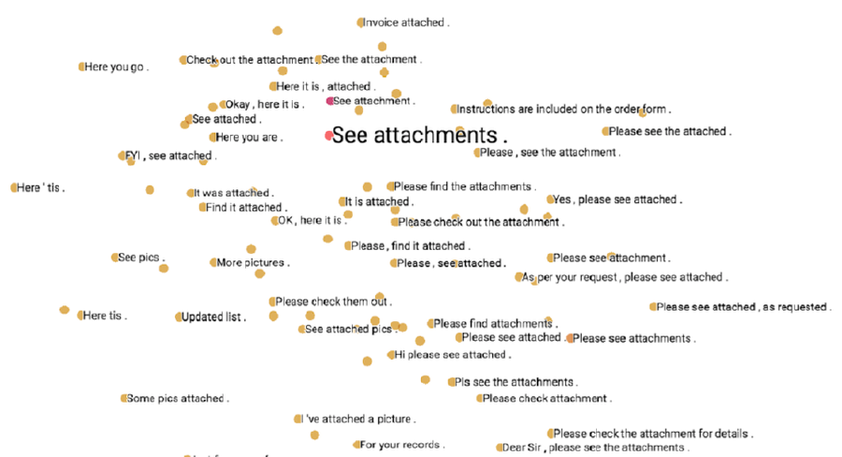 Invoice attached .
Check out the attachment .
See the attachment .
Here you go .
Here it is , attached .
See attachment .
Okay , here it is .
Instructions are included on the order form .
See attached .
Please see the attached .
See attachments .
Here you are .
Please , see the attachment .
FYI , see attached .
Here ' tis .
Please find the attachments .
It was attached .
Yes , please see attached .
It is attached .
Find it attached .
OK , here it is .
Please check out the attachment .
Please , find it attached .
See pics .
Please see attachment .
More pictures .
Please , see attached .
As per your request , please see attached .
Please check them out .
Please see attached , as requested .
Here tis .
Updated list .
Please find attachments .
See attached pics .
Please see attached .
Please see attachments .
Hi please see attached .
Pls see the attachments .
Some pics attached .
Please check attachment .
I 've attached a picture .
Please check the attachment for details .
For your records .
Dear Sir , please see the attachments .